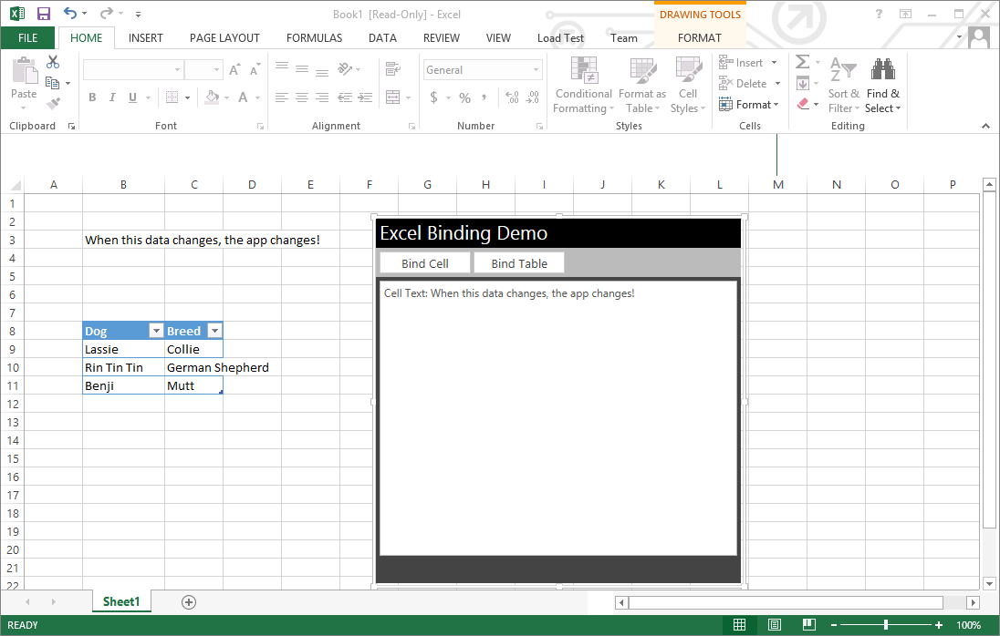 Book1 [Read-Only] - Excel
DRAWING TOOLS
?
FILE HOME INSERT PAGE LAYOUT FORMULAS DATA REVIEW VIEW Load Test Team FORMAT
Paste
B I U A A A
General
$ % ,
Conditional Formatting
Format as Table
Cell Styles
Insert
Delete
Format
Sort & Filter
Find & Select
Clipboard Font Alignment Number Styles Cells Editing
A B C D E F G H I J K L M N O P
1
2
3 When this data changes, the app changes!
4
5
6
7
8 Dog Breed
9 Lassie Collie
10 Rin Tin Tin German Shepherd
11 Benji Mutt
12
13
14
15
16
17
18
19
20
21
22
Excel Binding Demo
Bind Cell Bind Table
Cell Text: When this data changes, the app changes!
Sheet1
READY 100%